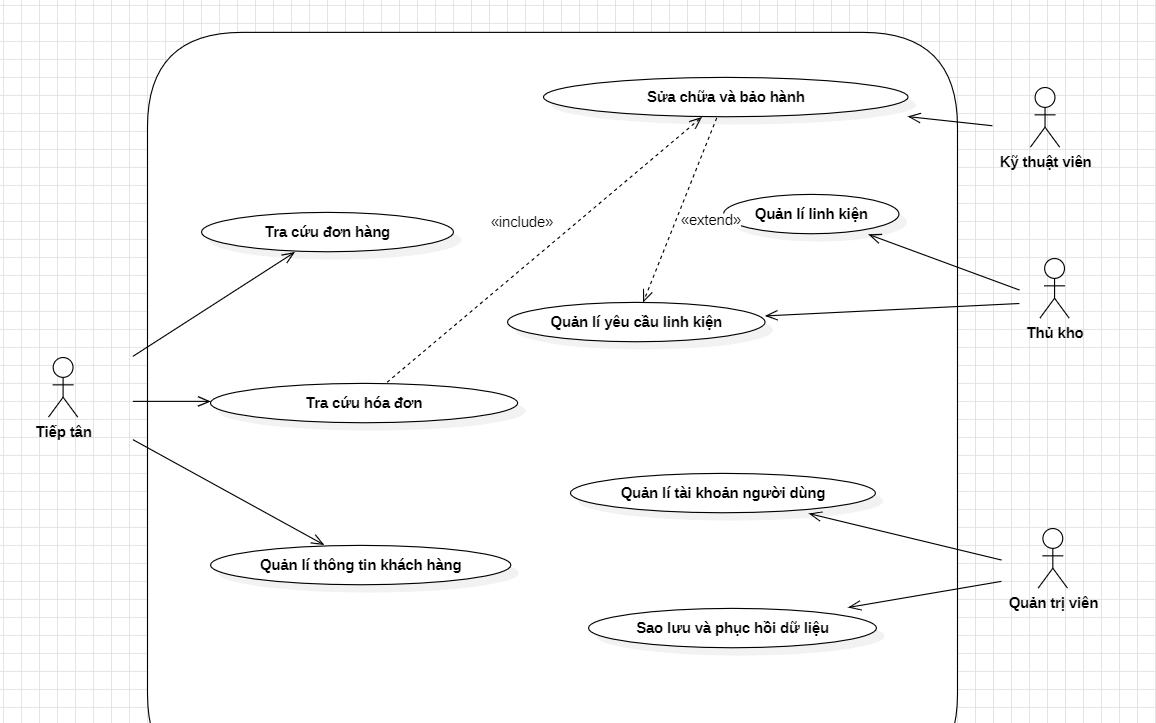 Sửa chữa và bảo hành
Kỹ thuật viên
Quản lí linh kiện
«include»
«extend»
Tra cứu đơn hàng
Quản lí yêu cầu linh kiện
Thủ kho
Tra cứu hóa đơn
Tiếp tân
Quản lí tài khoản người dùng
Quản lí thông tin khách hàng
Quản trị viên
Sao lưu và phục hồi dữ liệu